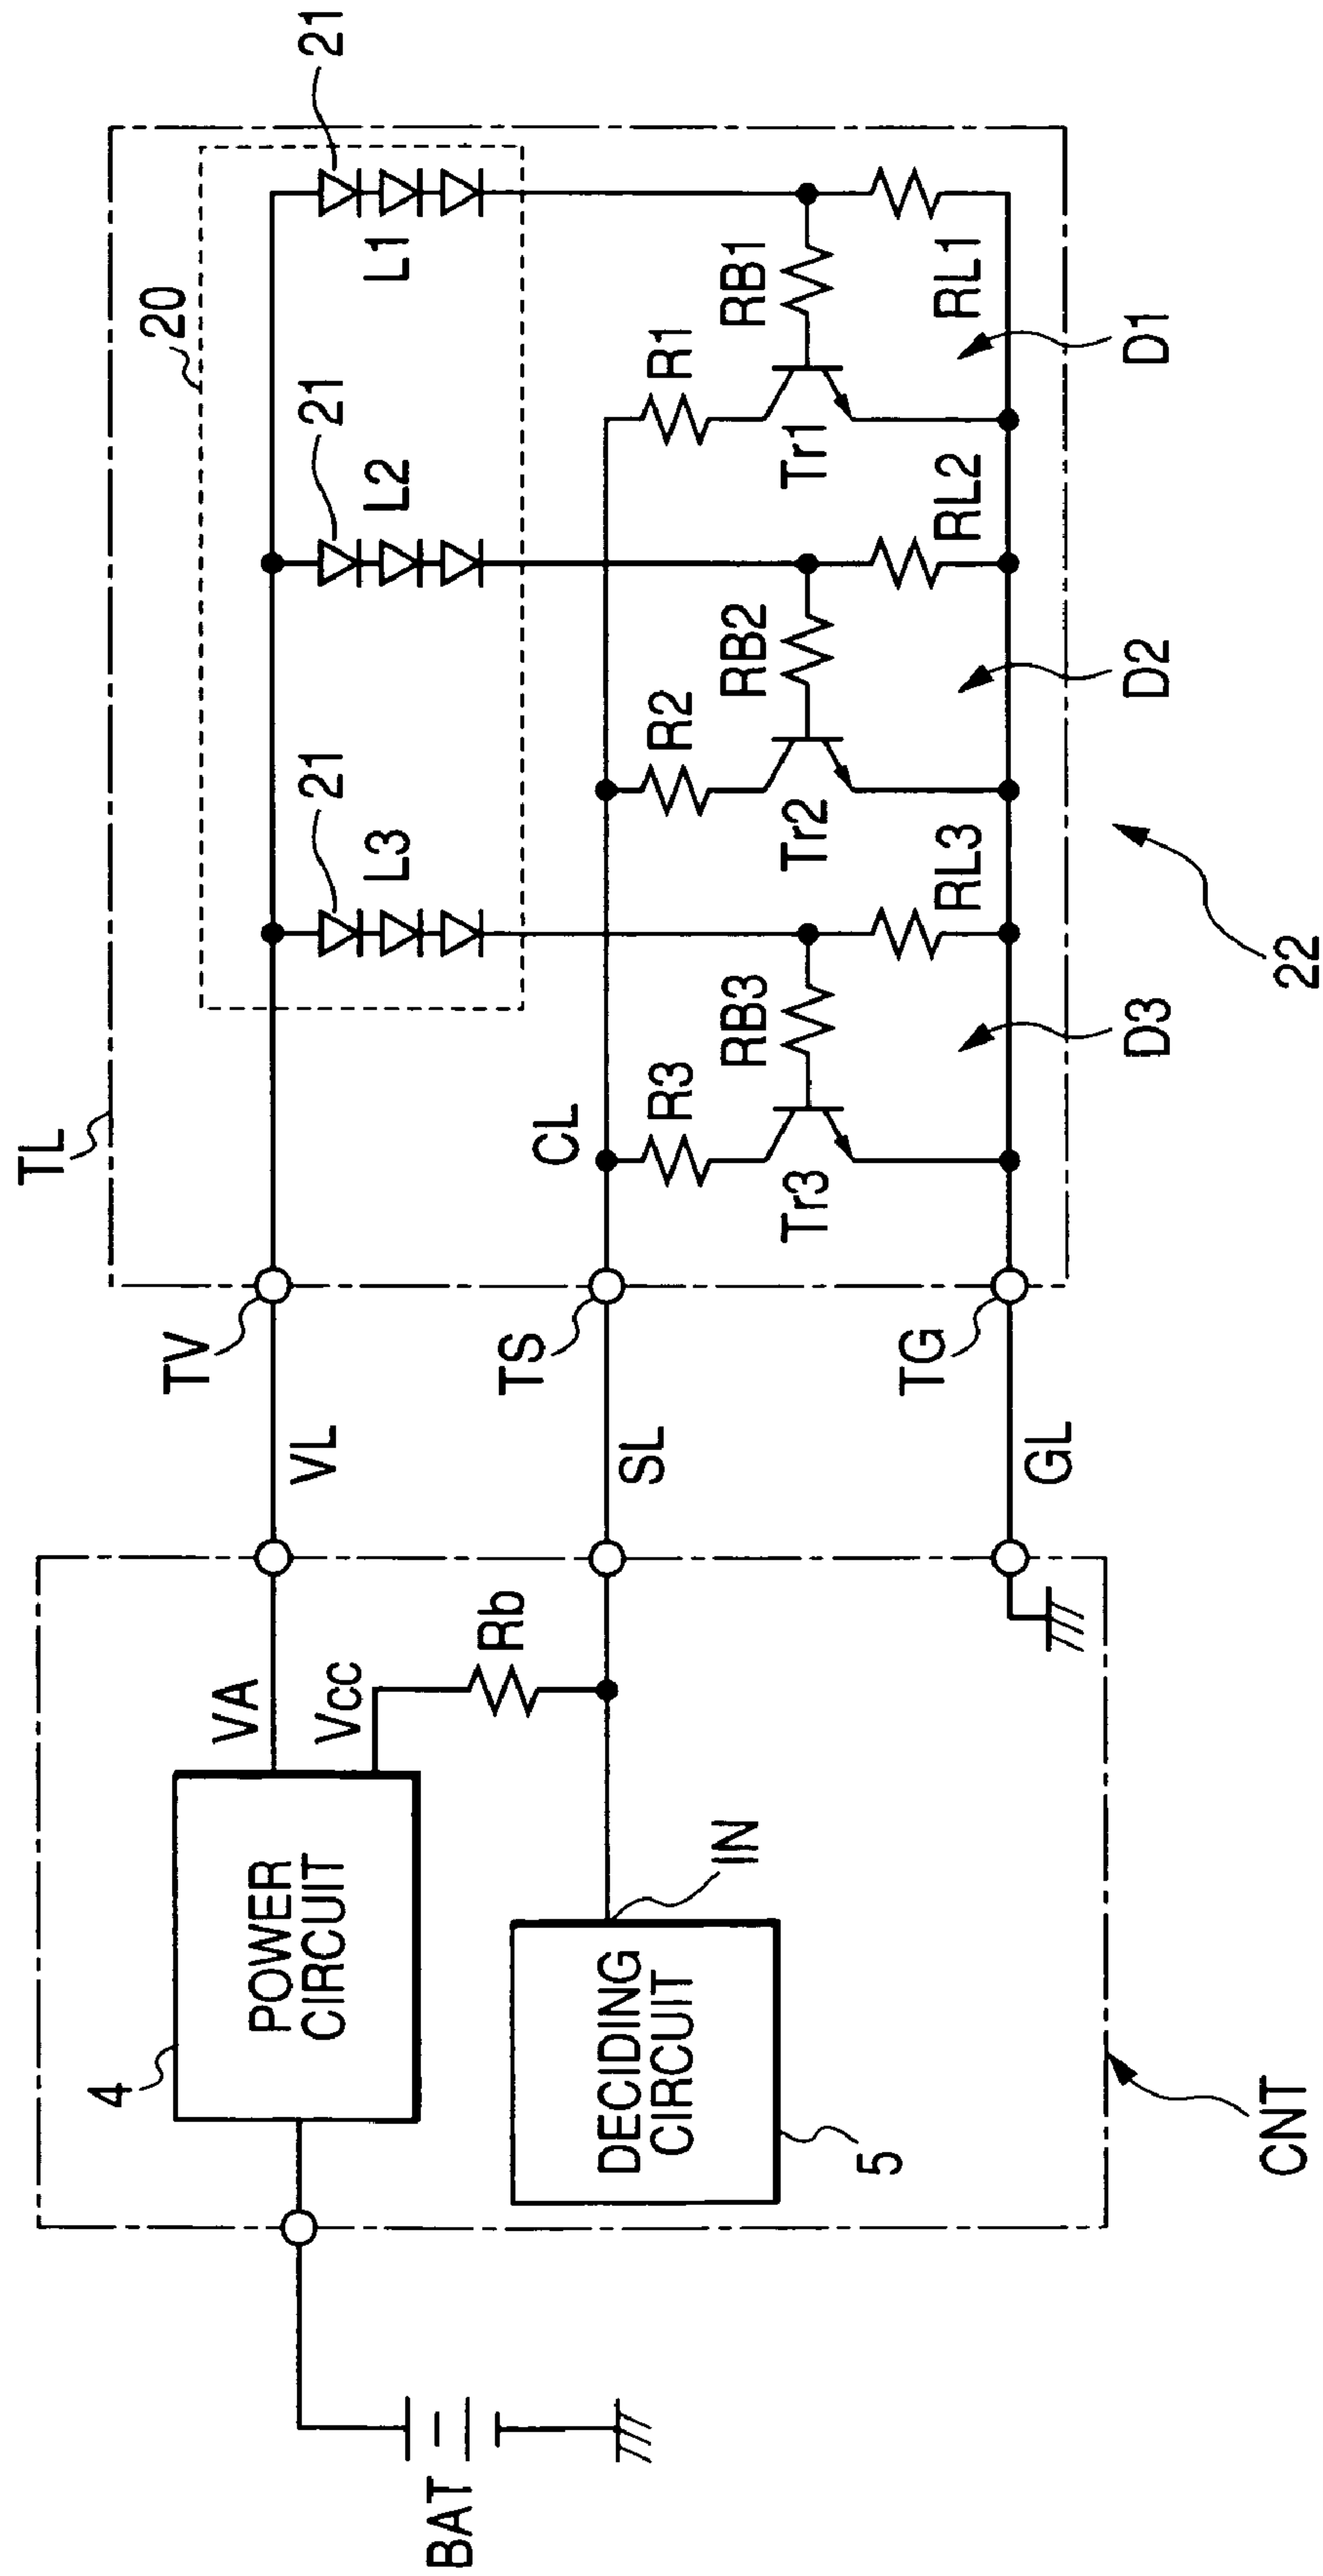 TL
20
21
21
21
L3
L2
L1
TV
VL
VA
Vcc
Rb
4
POWER
CIRCUIT
BAT
TS
SL
CL
R3
R2
R1
RB3
RB2
RB1
Tr3
Tr2
Tr1
RL3
RL2
RL1
IN
DECIDING
CIRCUIT
5
TG
GL
D3
D2
D1
22
CNT